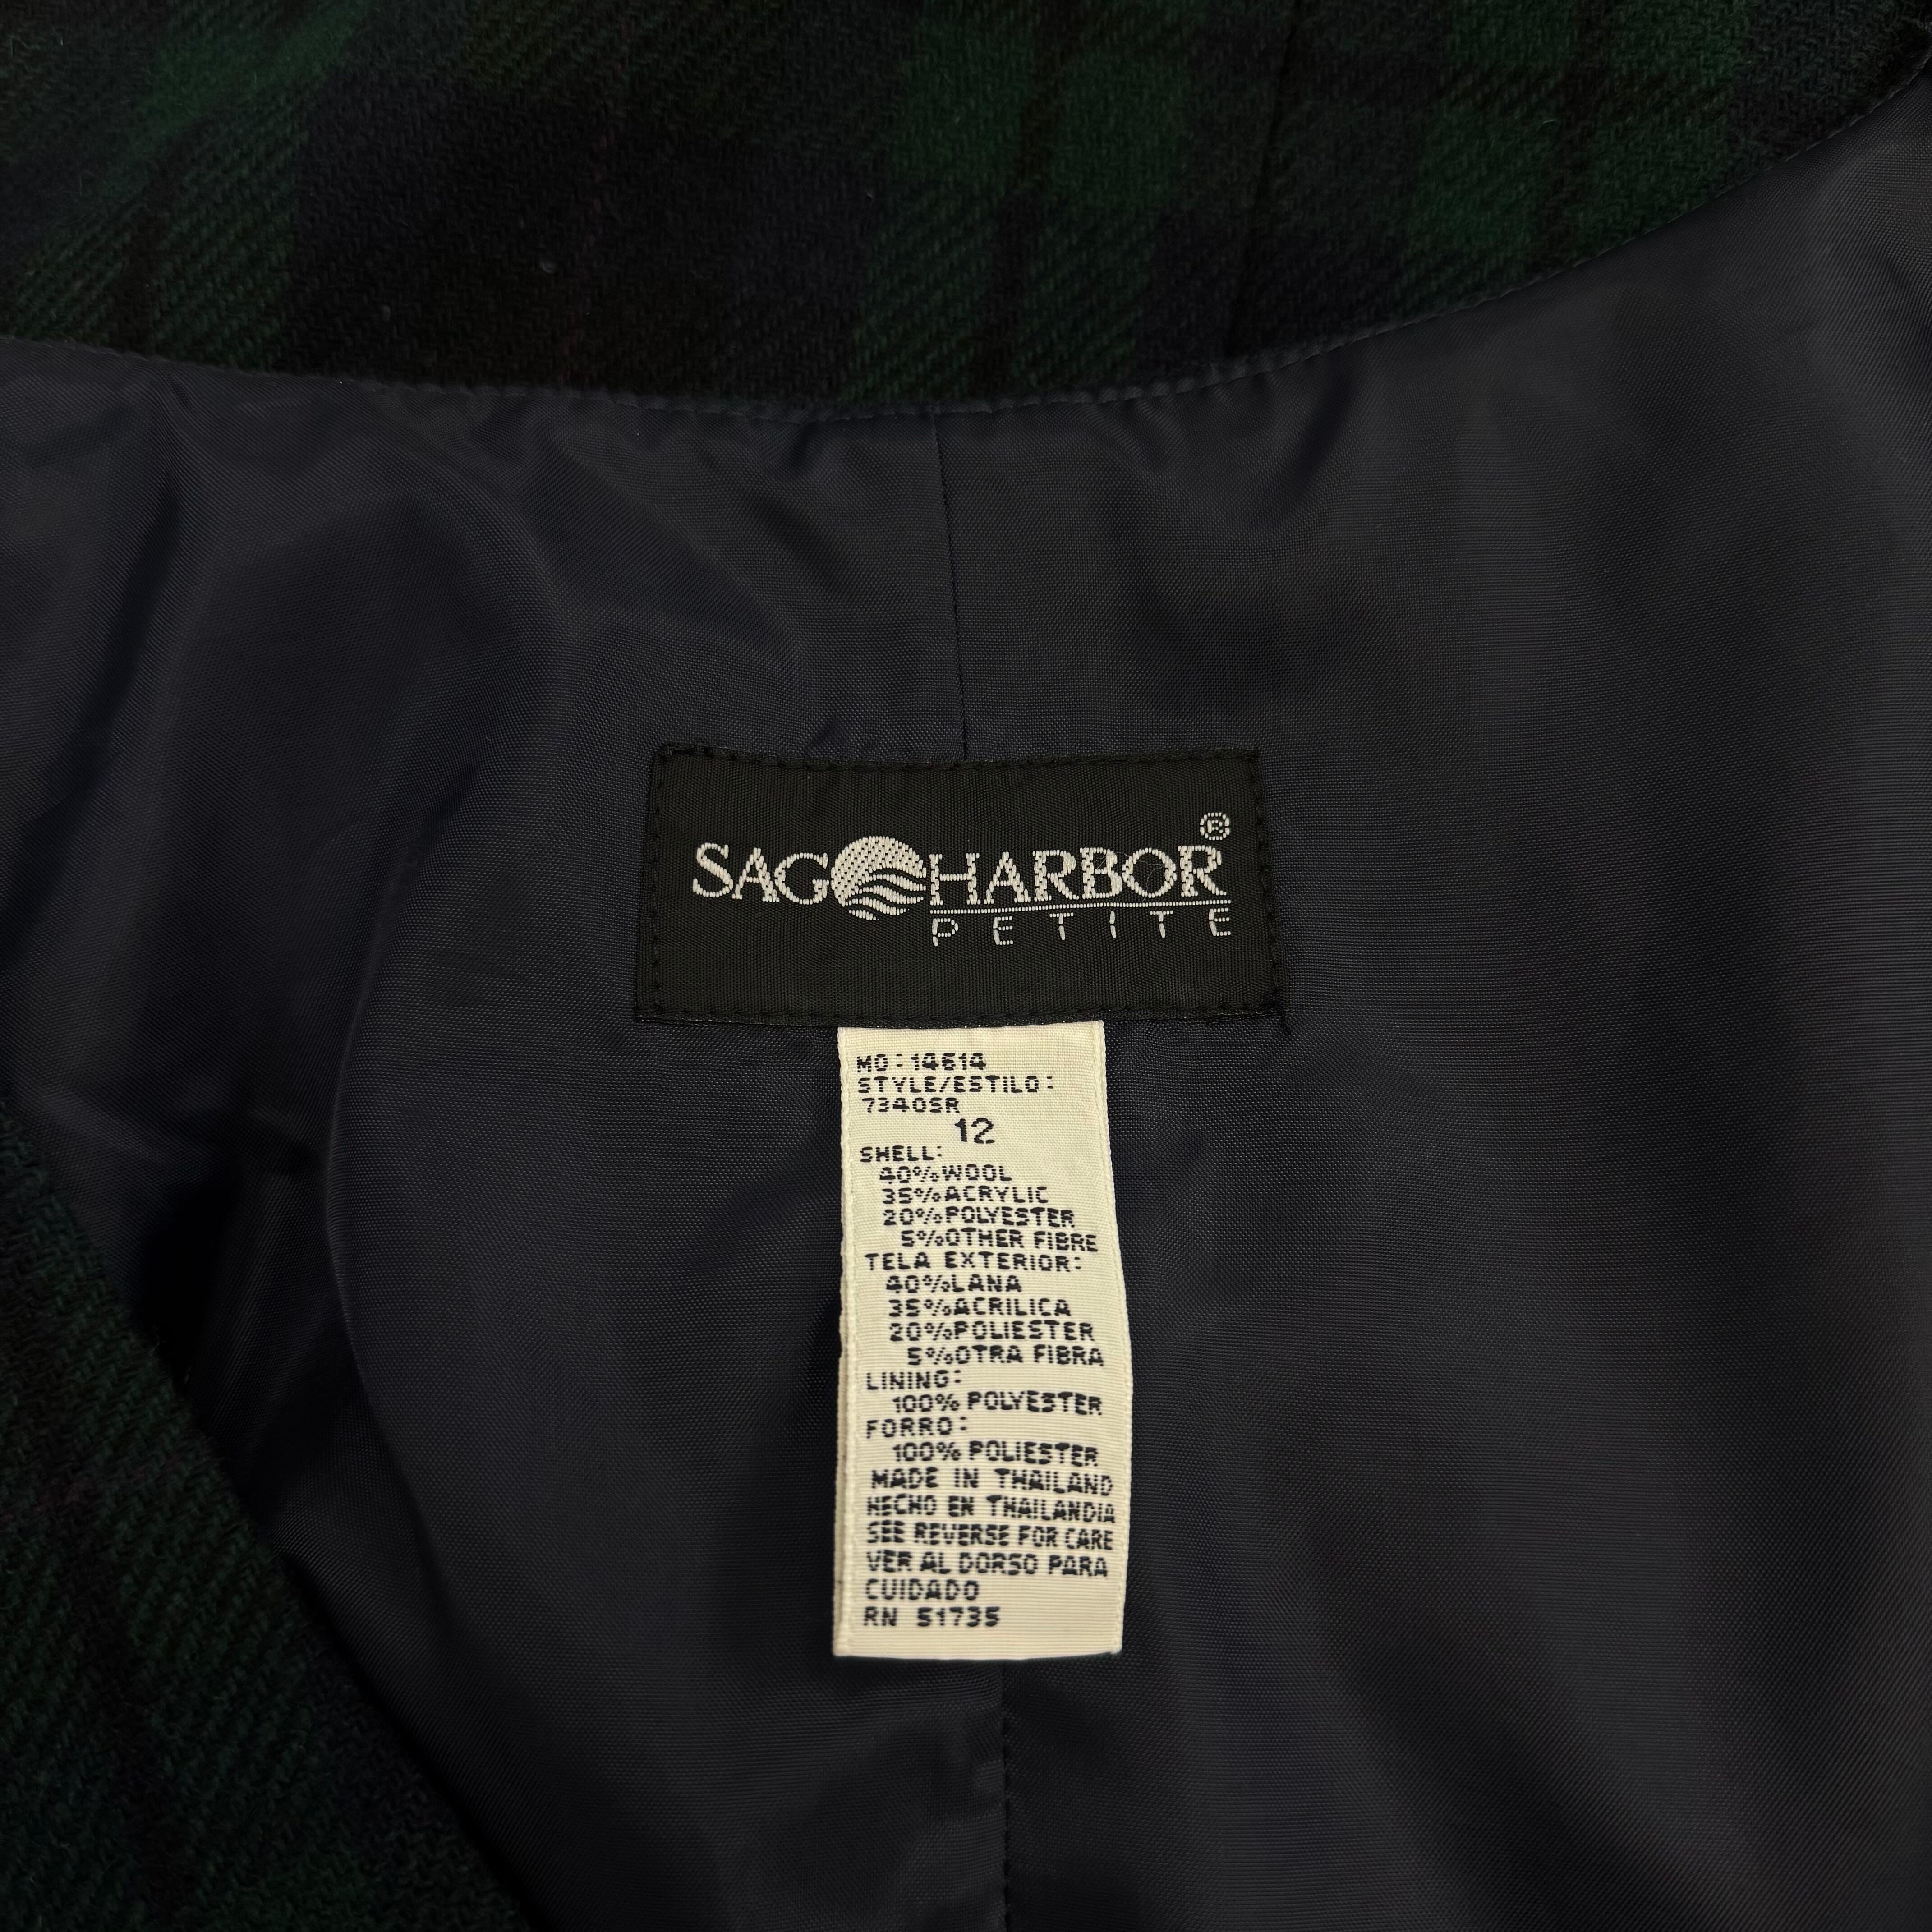 SAG HARBOR®
PETITE
MO:14614
STYLE/ESTILO:
7340SR
12
SHELL:
40%WOOL
35%ACRYLIC
20%POLYESTER
5%OTHER FIBRE
TELA EXTERIOR:
40%LANA
35%ACRILICA
20%POLIESTER
5%OTRA FIBRA
LINING:
100% POLYESTER
FORRO:
100% POLIESTER
MADE IN THAILAND
HECHO EN THAILANDIA
SEE REVERSE FOR CARE
VER AL DORSO PARA
CUIDADO
RN 51735